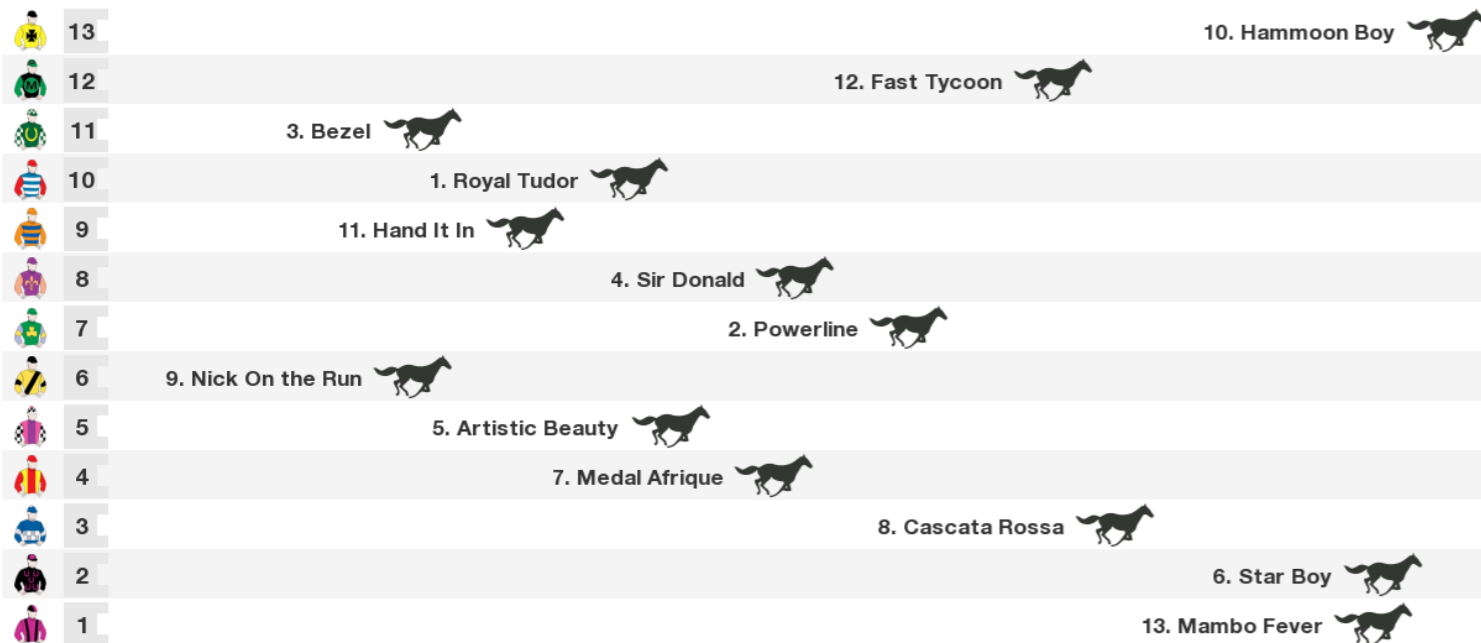 13 10. Hammoon Boy
12 12. Fast Tycoon
11 3. Bezel
10 1. Royal Tudor
9 11. Hand It In
8 4. Sir Donald
7 2. Powerline
6 9. Nick On the Run
5 5. Artistic Beauty
4 7. Medal Afrique
3 8. Cascata Rossa
2 6. Star Boy
1 13. Mambo Fever